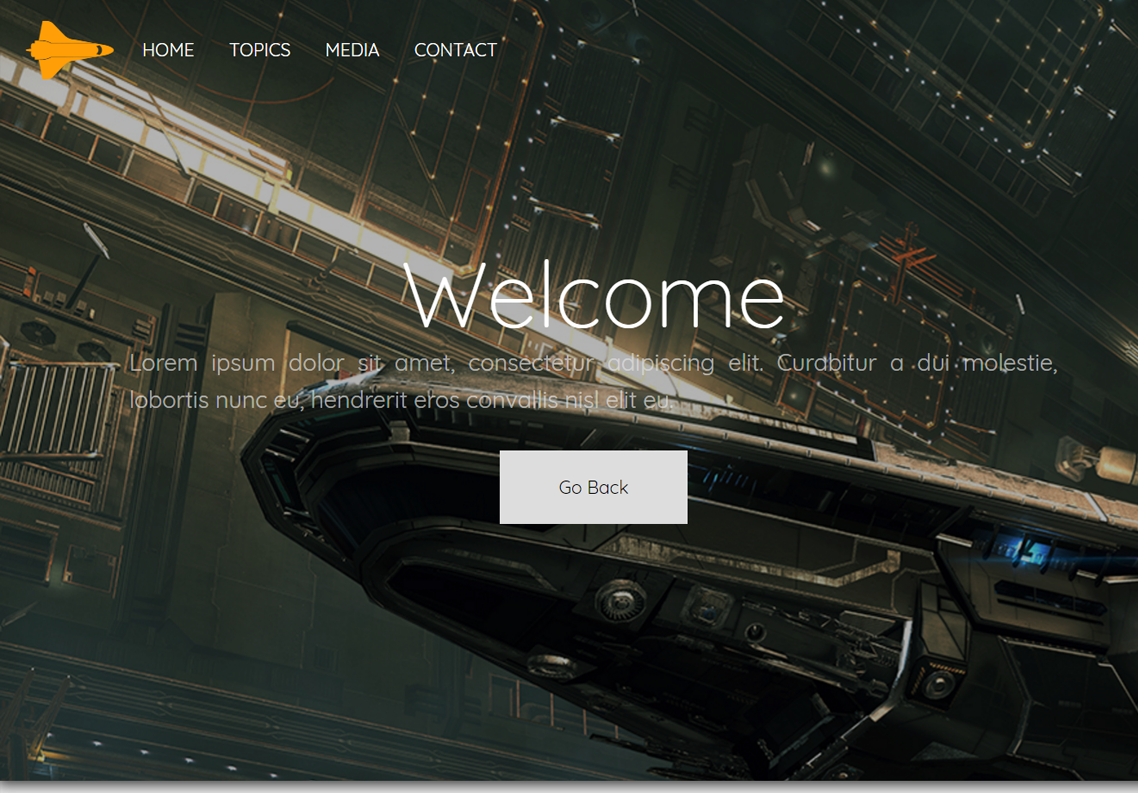 HOME TOPICS MEDIA CONTACT
Welcome
Lorem ipsum dolor sit amet, consectetur adipiscing elit. Curabitur a dui molestie,
lobortis nunc eu, hendrerit eros convallis nisl elit eu.
Go Back